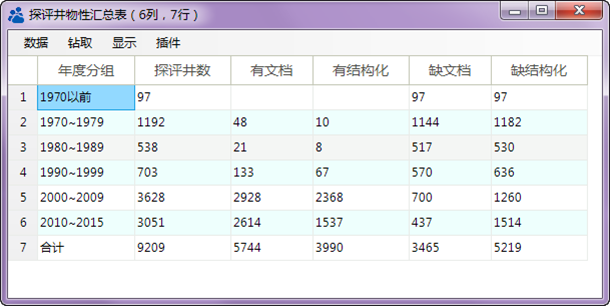 探评井物性汇总表（6列，7行）
数据 钻取 显示 插件
年度分组 探评井数 有文档 有结构化 缺文档 缺结构化
1 1970以前 97 97 97
2 1970~1979 1192 48 10 1144 1182
3 1980~1989 538 21 8 517 530
4 1990~1999 703 133 67 570 636
5 2000~2009 3628 2928 2368 700 1260
6 2010~2015 3051 2614 1537 437 1514
7 合计 9209 5744 3990 3465 5219